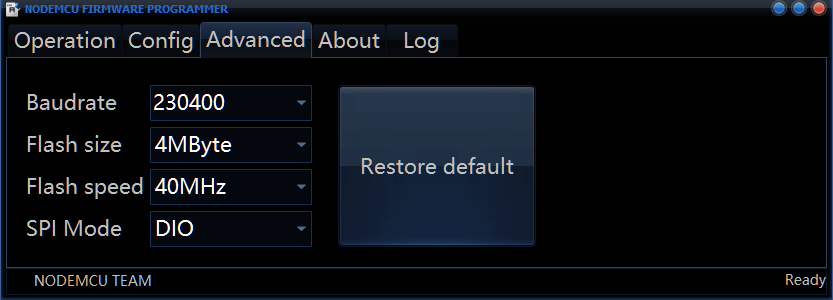 NODEMCU FIRMWARE PROGRAMMER
Operation Config Advanced About Log
Baudrate 230400
Flash size 4MByte
Flash speed 40MHz
SPI Mode DIO
Restore default
NODEMCU TEAM Ready